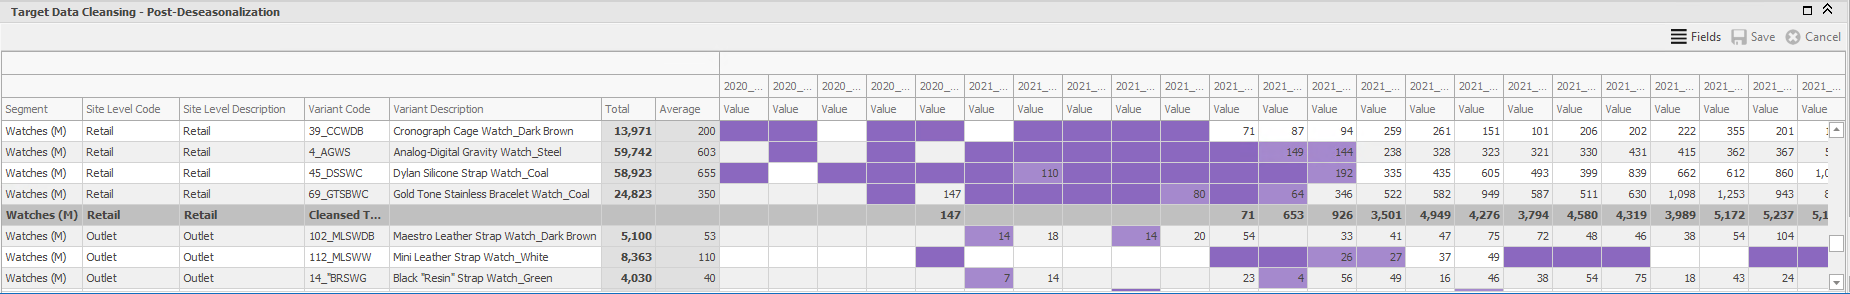 Target Data Cleansing - Post-Deseasonalization
Fields Save Cancel
2020_... 2020_... 2020_... 2020_... 2020_... 2021_... 2021_... 2021_... 2021_... 2021_... 2021_... 2021_... 2021_... 2021_... 2021_... 2021_... 2021_... 2021_... 2021_... 2021_... 2021_... 2021_... 2021_...
Segment Site Level Code Site Level Description Variant Code Variant Description Total Average Value Value Value Value Value Value Value Value Value Value Value Value Value Value Value Value Value Value Value Value Value Value Value
Watches (M) Retail Retail 39_CCWDB Cronograph Cage Watch_Dark Brown 13,971 200 71 87 94 259 261 151 101 206 202 222 355 201
Watches (M) Retail Retail 4_AGWS Analog-Digital Gravity Watch_Steel 59,742 603 149 144 238 328 323 321 330 431 415 362 367
Watches (M) Retail Retail 45_DSSWC Dylan Silicone Strap Watch_Coal 58,923 655 110 192 335 435 605 493 399 839 662 612 860 1,0
Watches (M) Retail Retail 69_GTSBWC Gold Tone Stainless Bracelet Watch_Coal 24,823 350 147 80 64 346 522 582 949 587 511 630 1,098 1,253 943 8
Watches (M) Retail Retail Cleansed T... 147 71 653 926 3,501 4,949 4,276 3,794 4,580 4,319 3,989 5,172 5,237 5,1
Watches (M) Outlet Outlet 102_MLSWDB Maestro Leather Strap Watch_Dark Brown 5,100 53 14 18 14 20 54 33 41 47 75 72 48 46 38 54 104
Watches (M) Outlet Outlet 112_MLSWW Mini Leather Strap Watch_White 8,363 110 26 27 37 49
Watches (M) Outlet Outlet 14_"BRSWG Black "Resin" Strap Watch_Green 4,030 40 7 14 23 4 56 49 16 46 38 54 75 18 43 24